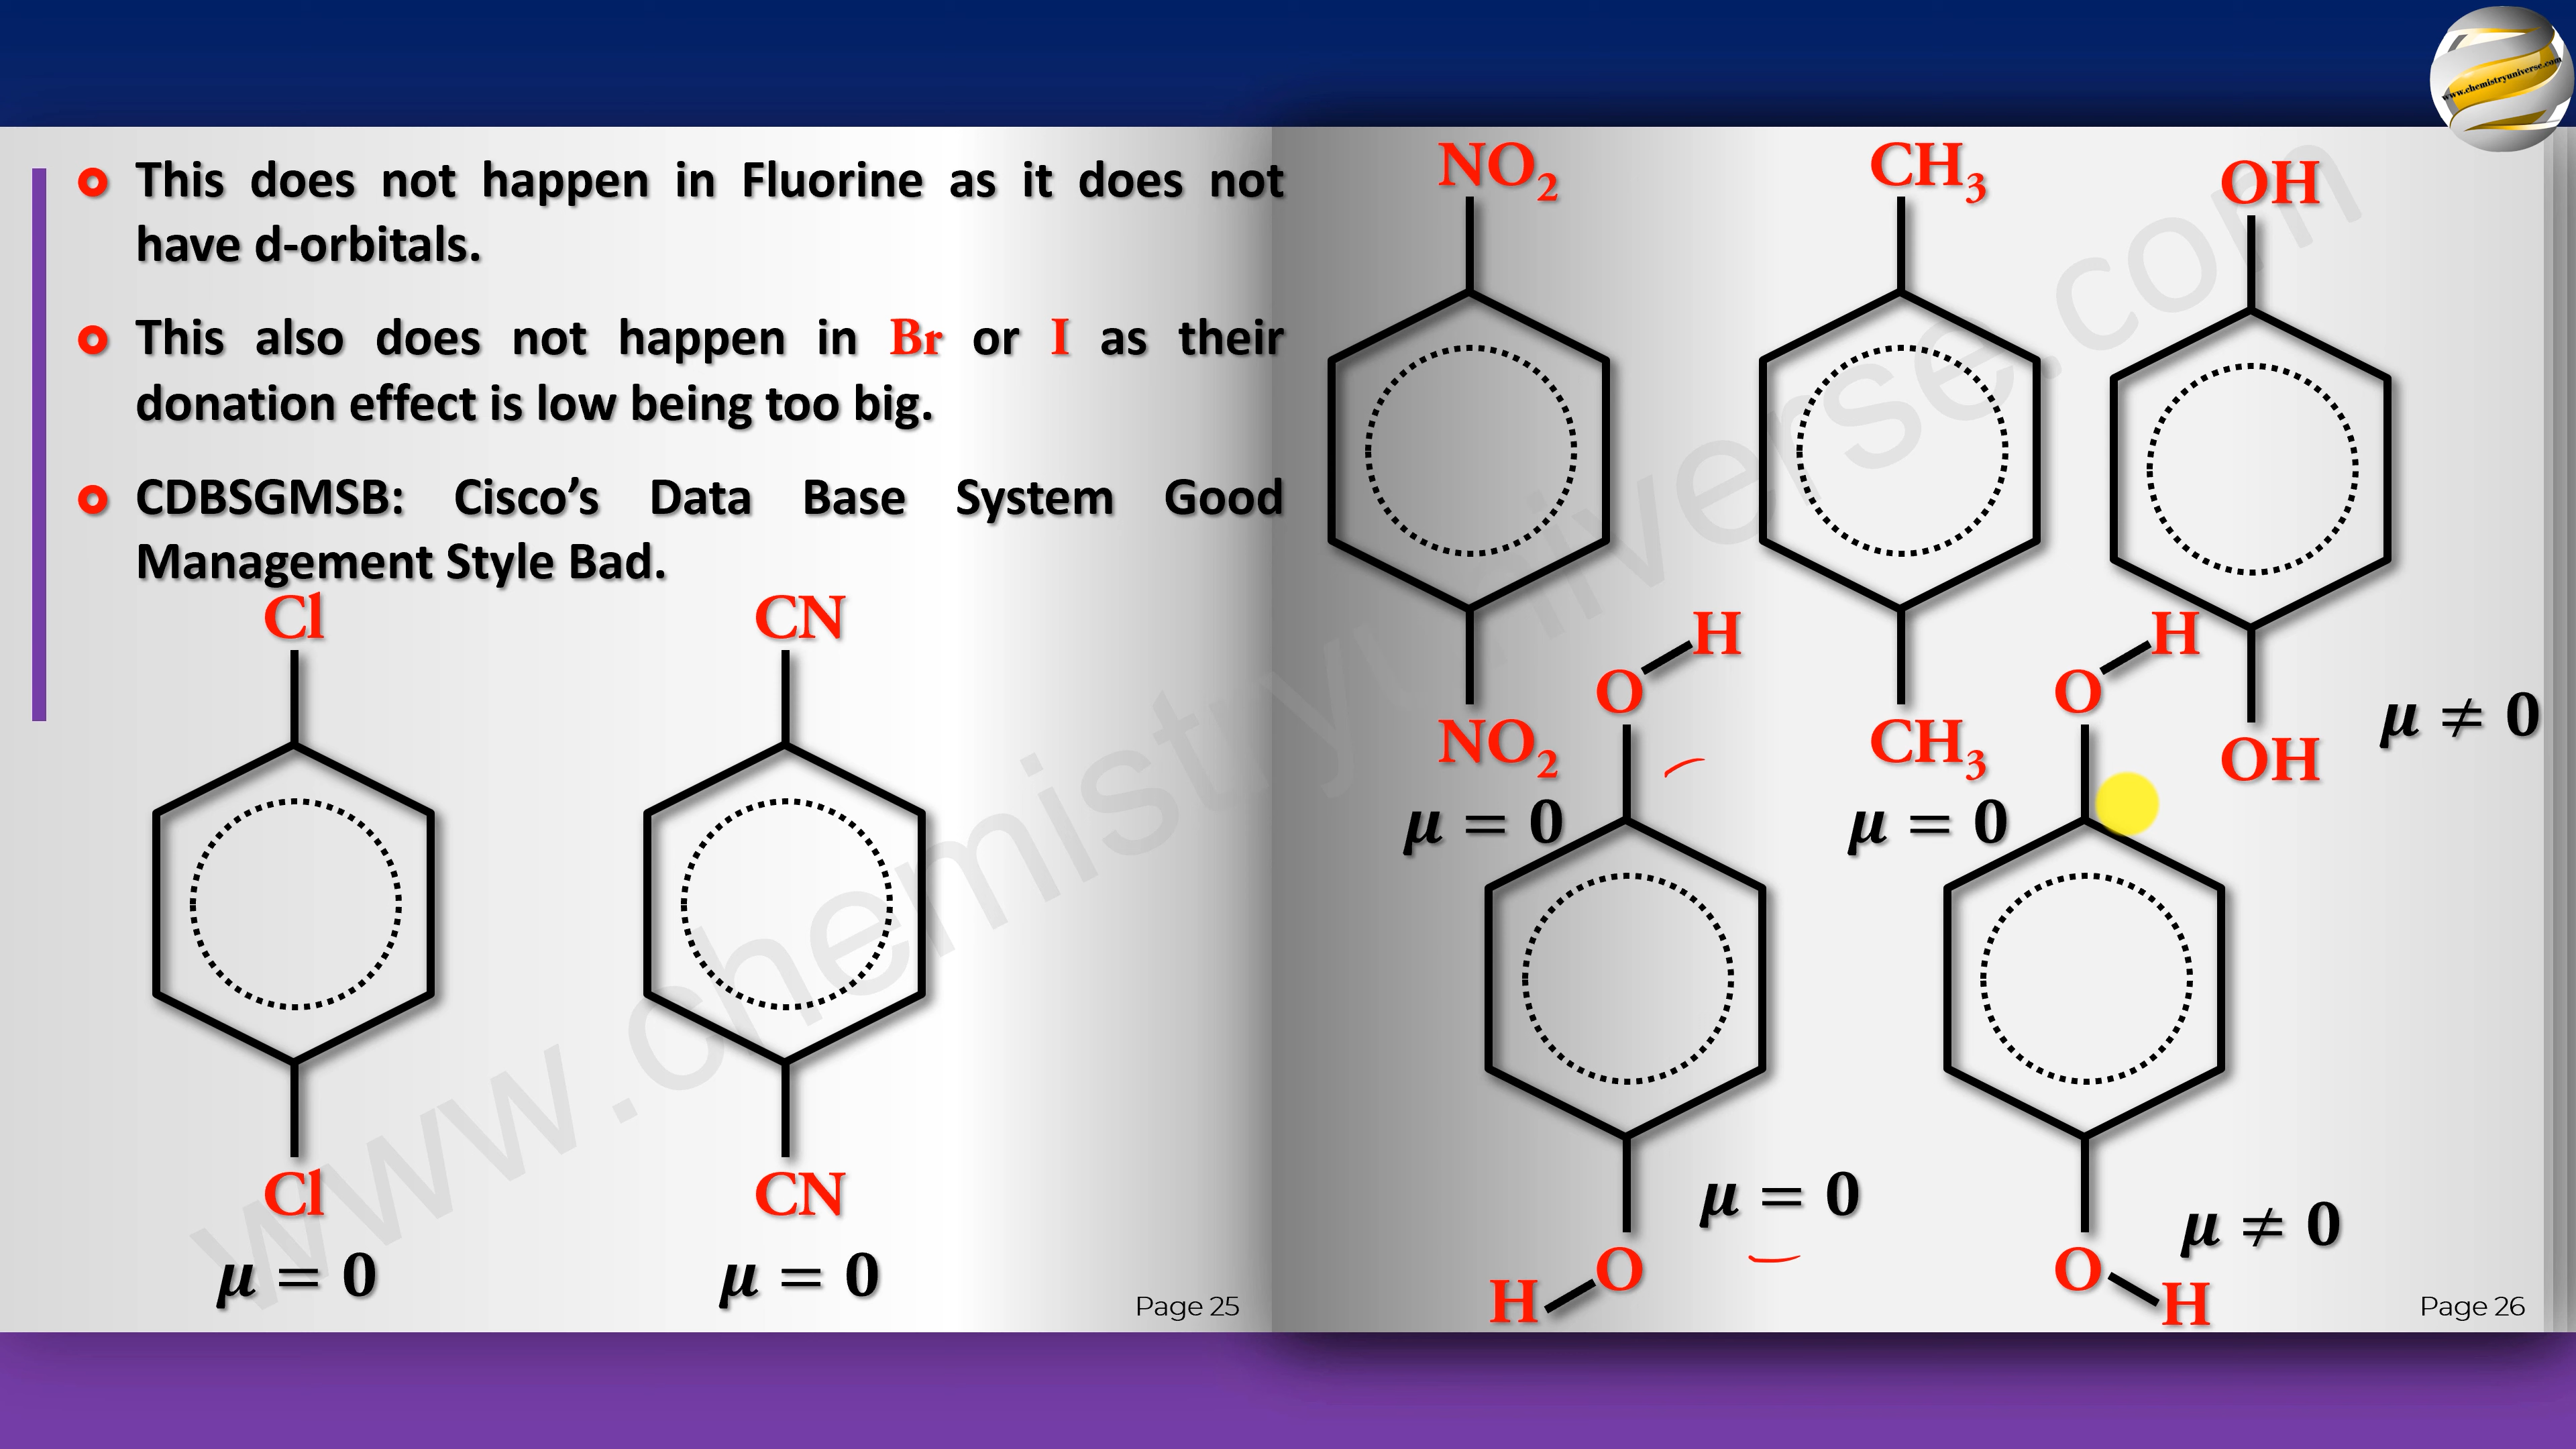 www.chemistryuniverse.com
This does not happen in Fluorine as it does not
have d-orbitals.
This also does not happen in Br or I as their
donation effect is low being too big.
CDBSGMSB: Cisco's Data Base System Good
Management Style Bad.
Cl
CN
Cl
CN
μ = 0
μ = 0
Page 25
NO₂
CH₃
OH
NO₂
CH₃
OH
μ = 0
μ = 0
μ ≠ 0
H
O
O
H
μ = 0
H
O
O
H
μ ≠ 0
Page 26
www.chemistryuniverse.com